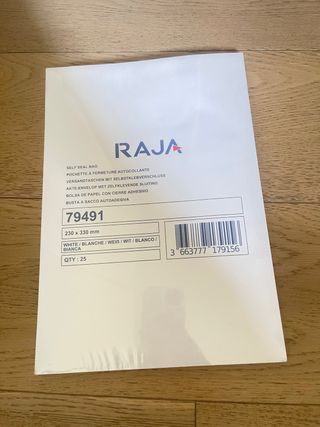 RAJA
SELF SEAL BAG
POCHETTE À FERMETURE AUTOCOLLANTE
VERSANDTASCHEN MIT SELBSTKLEBVERSCHLUSS
AKTE-ENVELOP MET ZELFKLEVENDE SLUITING
BOLSA DE PAPEL CON CIERRE ADHESIVO
BUSTA A SACCO AUTOADESIVA
79491
230 x 330 mm
WHITE / BLANCHE / WEIß / WIT / BLANCO /
BIANCA
QTY : 25
3 663777 179156